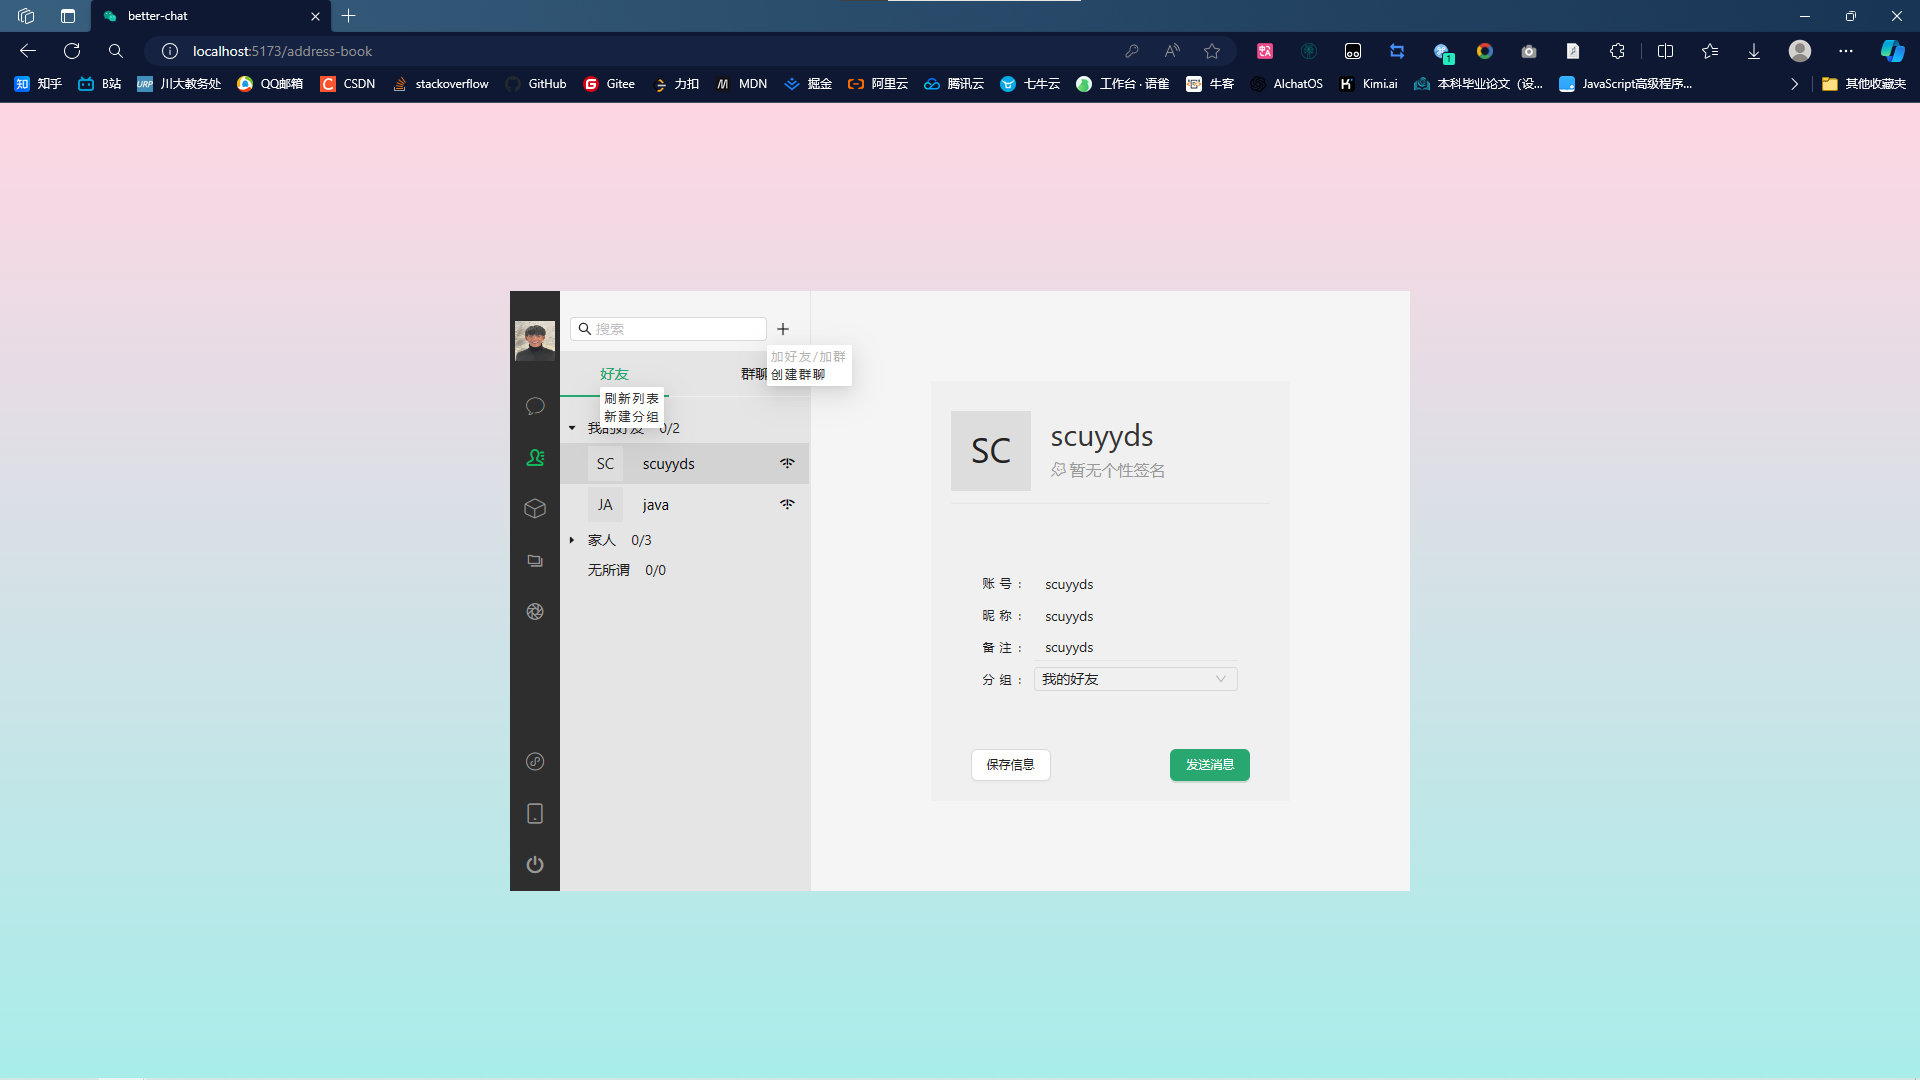 better-chat
localhost:5173/address-book
知 知乎 B站 URP 川大教务处 QQ邮箱 C CSDN stackoverflow GitHub G Gitee 力扣 M MDN 掘金 阿里云 腾讯云 七牛云 工作台 · 语雀 牛客 AIchatOS K Kimi.ai 本科毕业论文（设... JavaScript高级程序... 其他收藏夹
搜索
加好友/加群
创建群聊
好友 群聊
刷新列表
新建分组
我的好友 0/2
SC scuyyds
JA java
家人 0/3
无所谓 0/0
SC scuyyds
暂无个性签名
账 号 : scuyyds
昵 称 : scuyyds
备 注 : scuyyds
分 组 : 我的好友
保存信息 发送消息